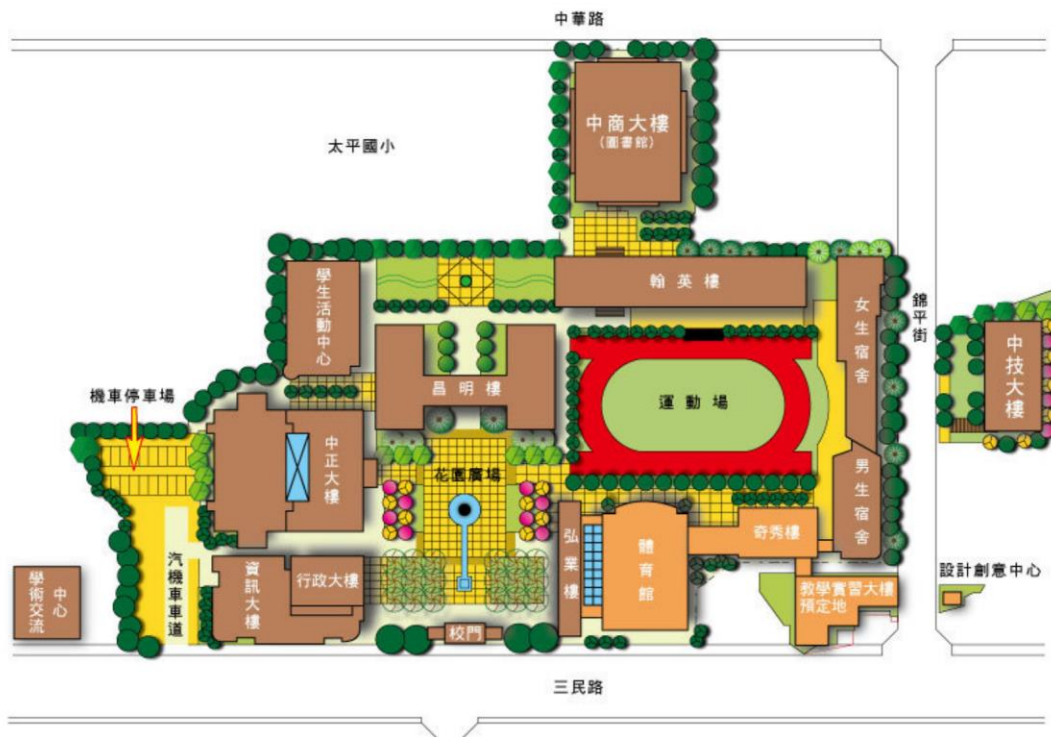 中華路
中商大樓
(圖書館)
太平國小
學生活動中心
翰英樓
女生宿舍
錦平街
中技大樓
昌明樓
運動場
機車停車場
中正大樓
花園廣場
男生宿舍
弘業樓
體育館
奇秀樓
汽機車車道
資訊大樓
行政大樓
教學實習大樓
預定地
設計創意中心
學術交流
中心
校門
三民路